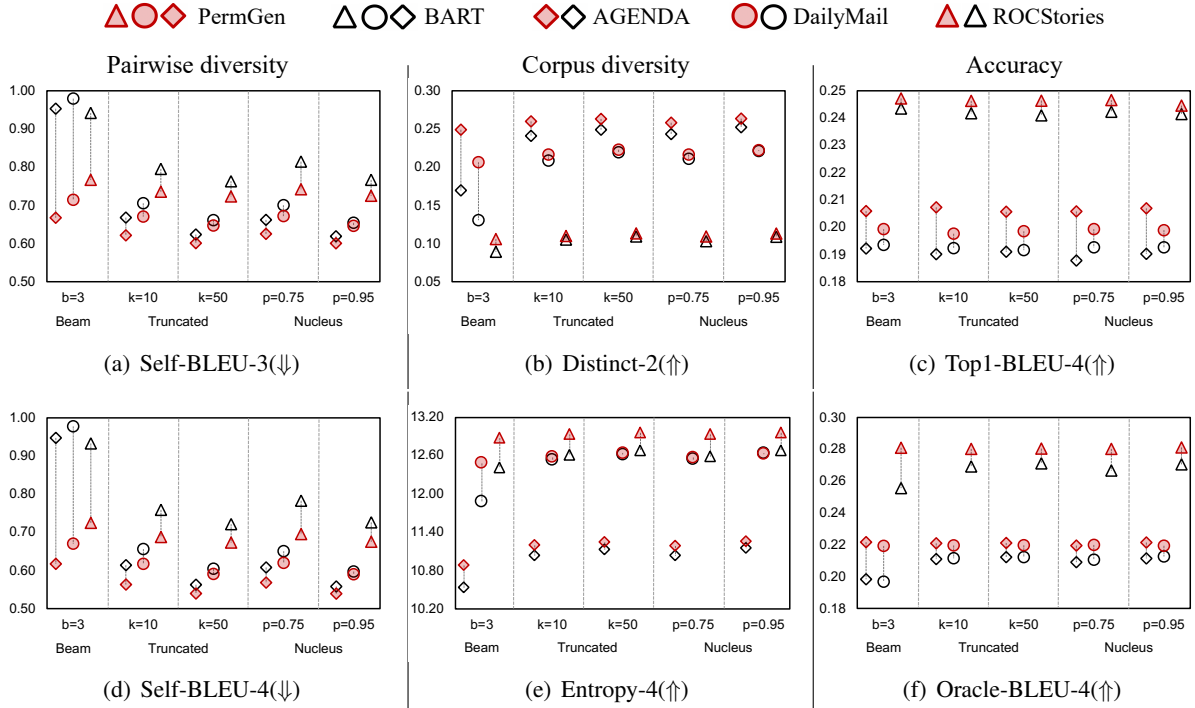 PermGen BART AGENDA DailyMail ROCStories
Pairwise diversity Corpus diversity Accuracy
1.00
0.90
0.80
0.70
0.60
0.50
b=3 k=10 k=50 p=0.75 p=0.95
Beam Truncated Nucleus
(a) Self-BLEU-3(⇓)
0.30
0.25
0.20
0.15
0.10
0.05
b=3 k=10 k=50 p=0.75 p=0.95
Beam Truncated Nucleus
(b) Distinct-2(⇑)
0.25
0.24
0.23
0.22
0.21
0.20
0.19
0.18
b=3 k=10 k=50 p=0.75 p=0.95
Beam Truncated Nucleus
(c) Top1-BLEU-4(⇑)
1.00
0.90
0.80
0.70
0.60
0.50
b=3 k=10 k=50 p=0.75 p=0.95
Beam Truncated Nucleus
(d) Self-BLEU-4(⇓)
13.20
12.60
12.00
11.40
10.80
10.20
b=3 k=10 k=50 p=0.75 p=0.95
Beam Truncated Nucleus
(e) Entropy-4(⇑)
0.30
0.28
0.26
0.24
0.22
0.20
0.18
b=3 k=10 k=50 p=0.75 p=0.95
Beam Truncated Nucleus
(f) Oracle-BLEU-4(⇑)